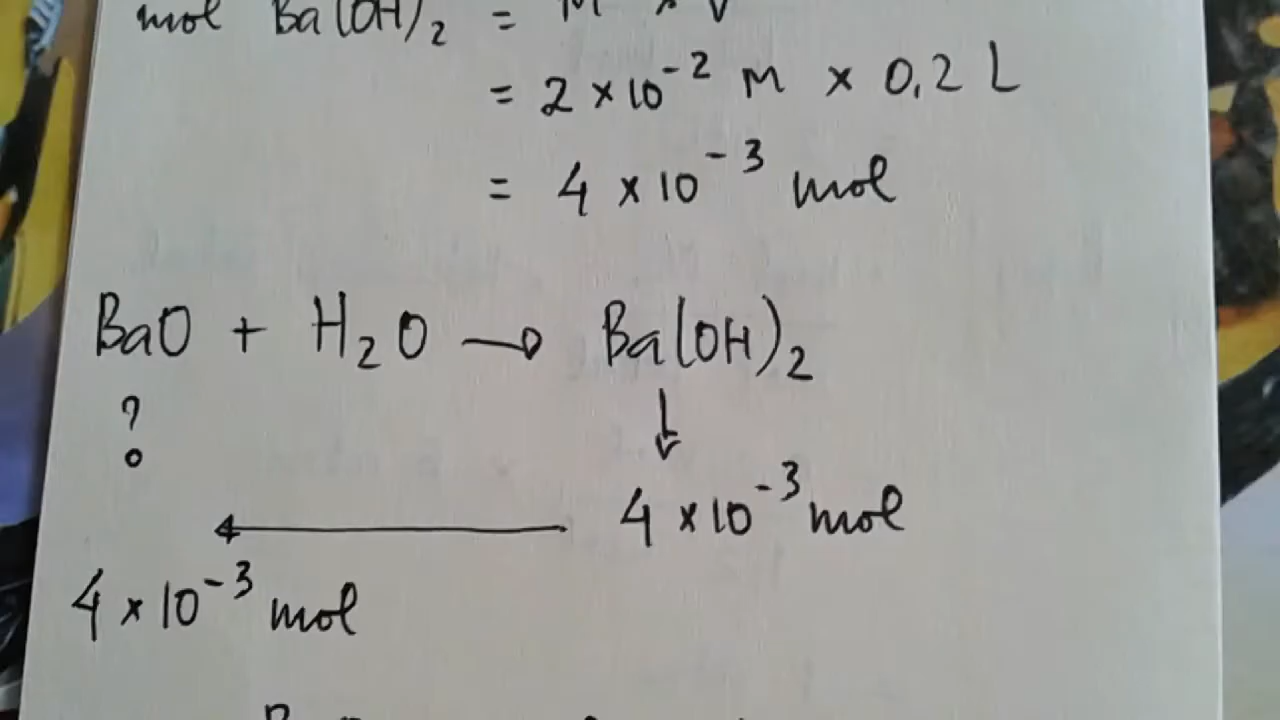 mol Ba(OH)₂ = M × V
= 2 × 10⁻² M × 0,2 L
= 4 × 10⁻³ mol
BaO + H₂O → Ba(OH)₂
? ↓
4 × 10⁻³ mol
←
4 × 10⁻³ mol